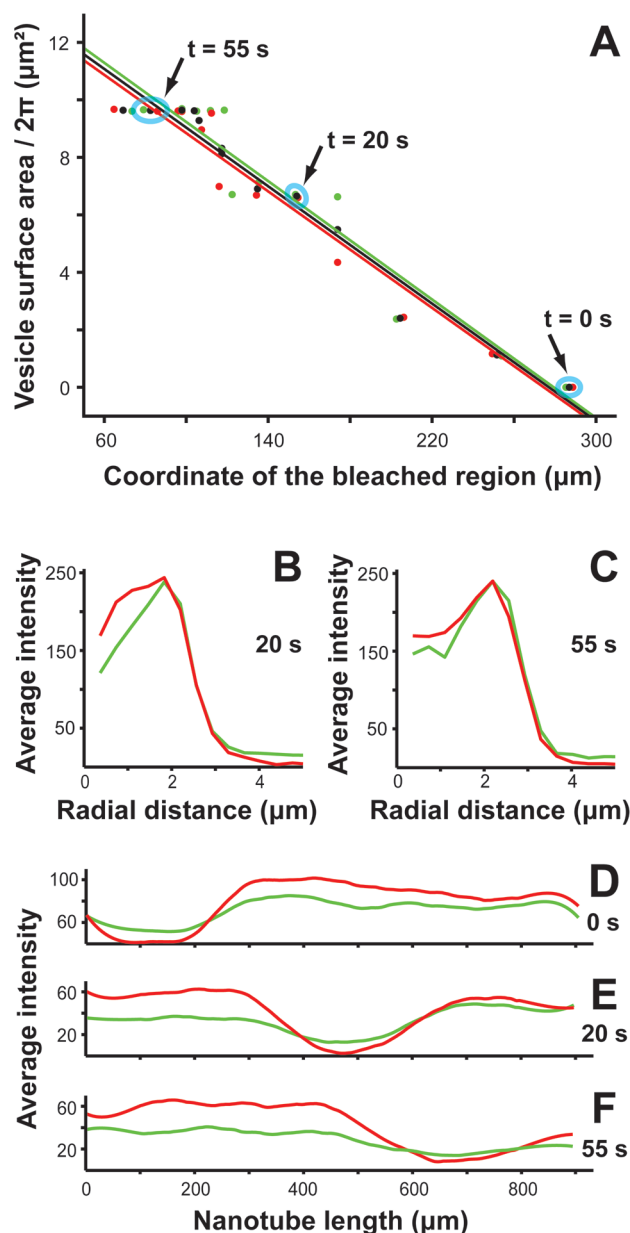 A
t = 55 s
t = 20 s
t = 0 s
Vesicle surface area / 2π (µm²)
12
8
4
0
60
140
220
300
Coordinate of the bleached region (µm)
B
20 s
Average intensity
250
150
50
0
2
4
Radial distance (µm)
C
55 s
Average intensity
250
150
50
0
2
4
Radial distance (µm)
Average intensity
D
0 s
100
60
E
20 s
60
20
F
55 s
60
20
0
200
400
600
800
Nanotube length (µm)